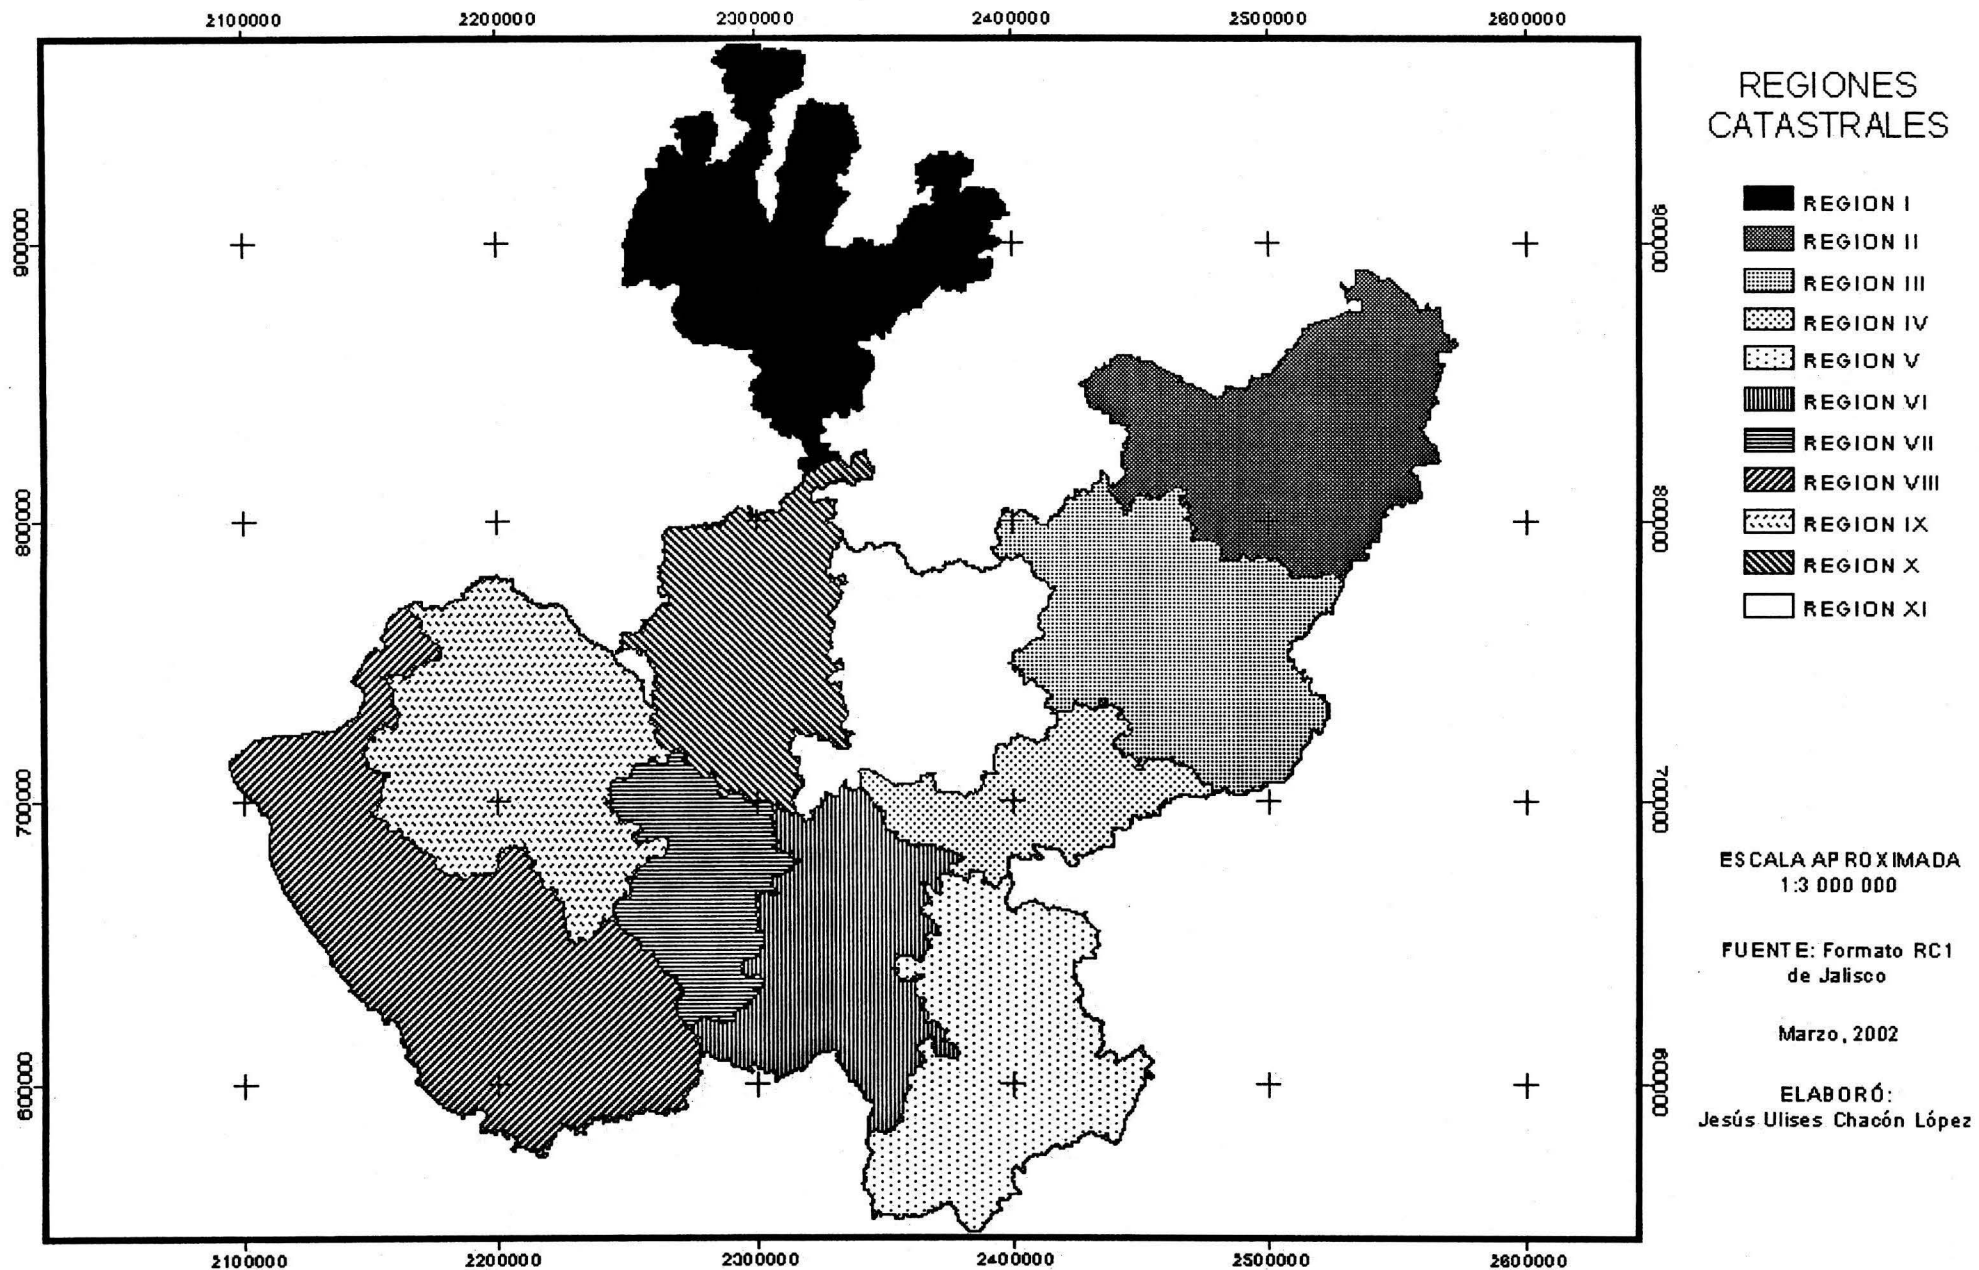 2100000 2200000 2300000 2400000 2500000 2600000
REGIONES
CATASTRALES
REGION I
REGION II
REGION III
REGION IV
REGION V
REGION VI
REGION VII
REGION VIII
REGION IX
REGION X
REGION XI
900000
800000
700000
600000
900000
800000
700000
600000
ESCALA APROXIMADA
1:3 000 000
FUENTE: Formato RC1
de Jalisco
Marzo, 2002
ELABORÓ:
Jesús Ulises Chacón López
2100000 2200000 2300000 2400000 2500000 2600000